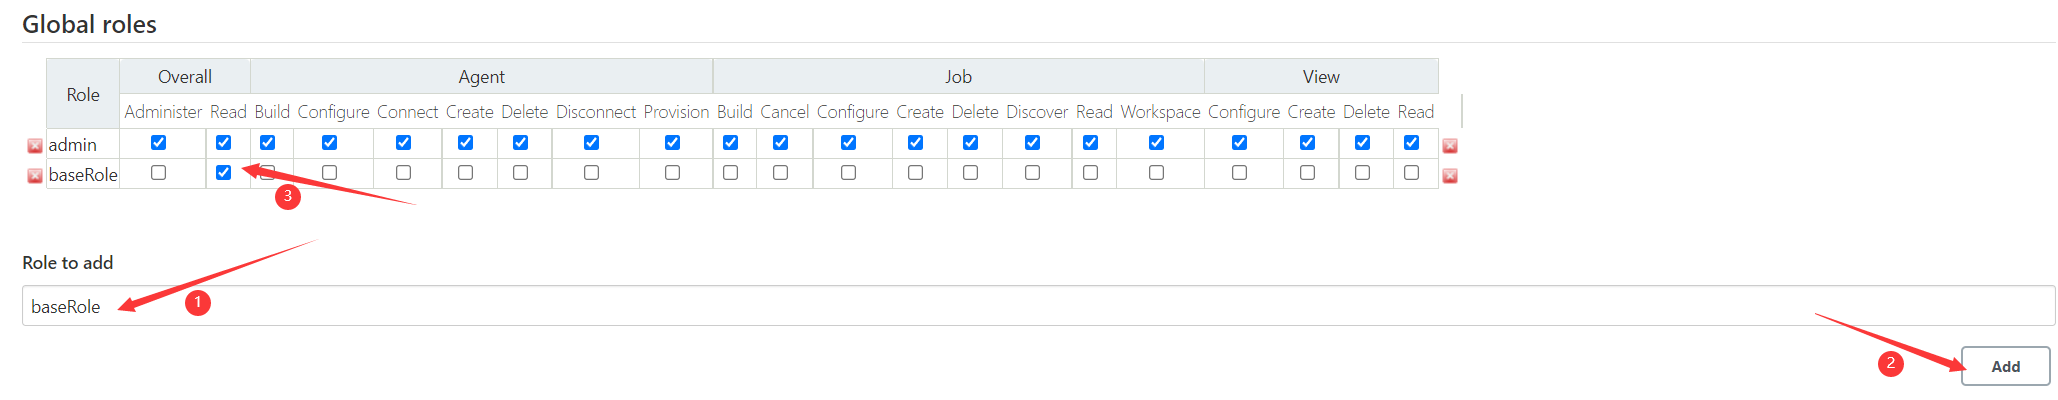 Global roles
Role Overall Agent Job View
Administer Read Build Configure Connect Create Delete Disconnect Provision Build Cancel Configure Create Delete Discover Read Workspace Configure Create Delete Read
admin
baseRole
3
Role to add
1
baseRole
2
Add